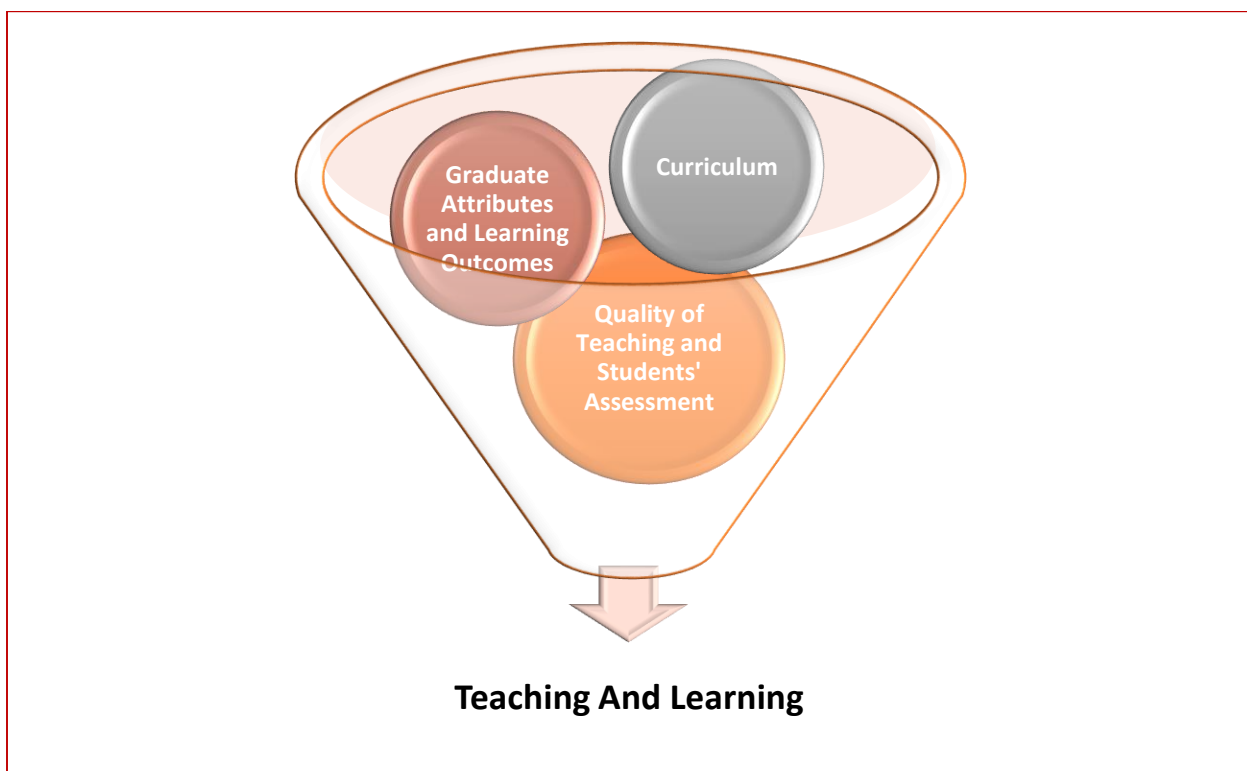 Graduate
Attributes
and Learning
Outcomes
Curriculum
Quality of
Teaching and
Students'
Assessment
Teaching And Learning